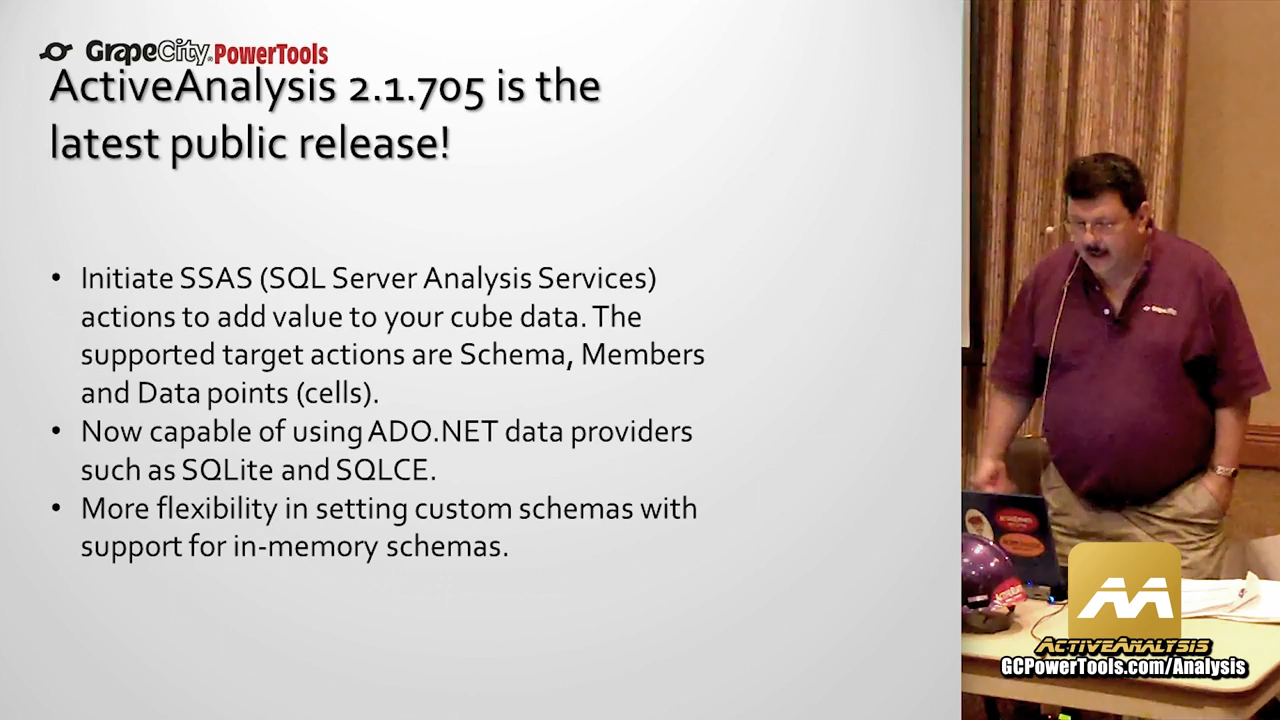 GrapeCity PowerTools
ActiveAnalysis 2.1.705 is the
latest public release!
• Initiate SSAS (SQL Server Analysis Services)
actions to add value to your cube data. The
supported target actions are Schema, Members
and Data points (cells).
• Now capable of using ADO.NET data providers
such as SQLite and SQLCE.
• More flexibility in setting custom schemas with
support for in-memory schemas.
GrapeCity
ActiveAnalysis
GCPowerTools.com/Analysis